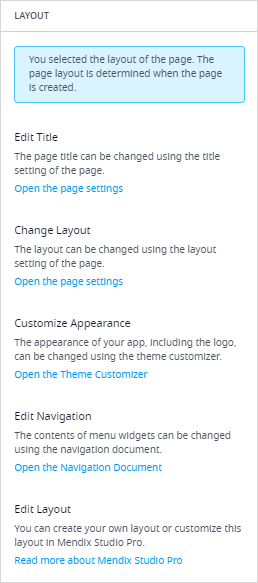 LAYOUT
You selected the layout of the page. The
page layout is determined when the page
is created.
Edit Title
The page title can be changed using the title
setting of the page.
Open the page settings
Change Layout
The layout can be changed using the layout
setting of the page.
Open the page settings
Customize Appearance
The appearance of your app, including the logo,
can be changed using the theme customizer.
Open the Theme Customizer
Edit Navigation
The contents of menu widgets can be changed
using the navigation document.
Open the Navigation Document
Edit Layout
You can create your own layout or customize this
layout in Mendix Studio Pro.
Read more about Mendix Studio Pro